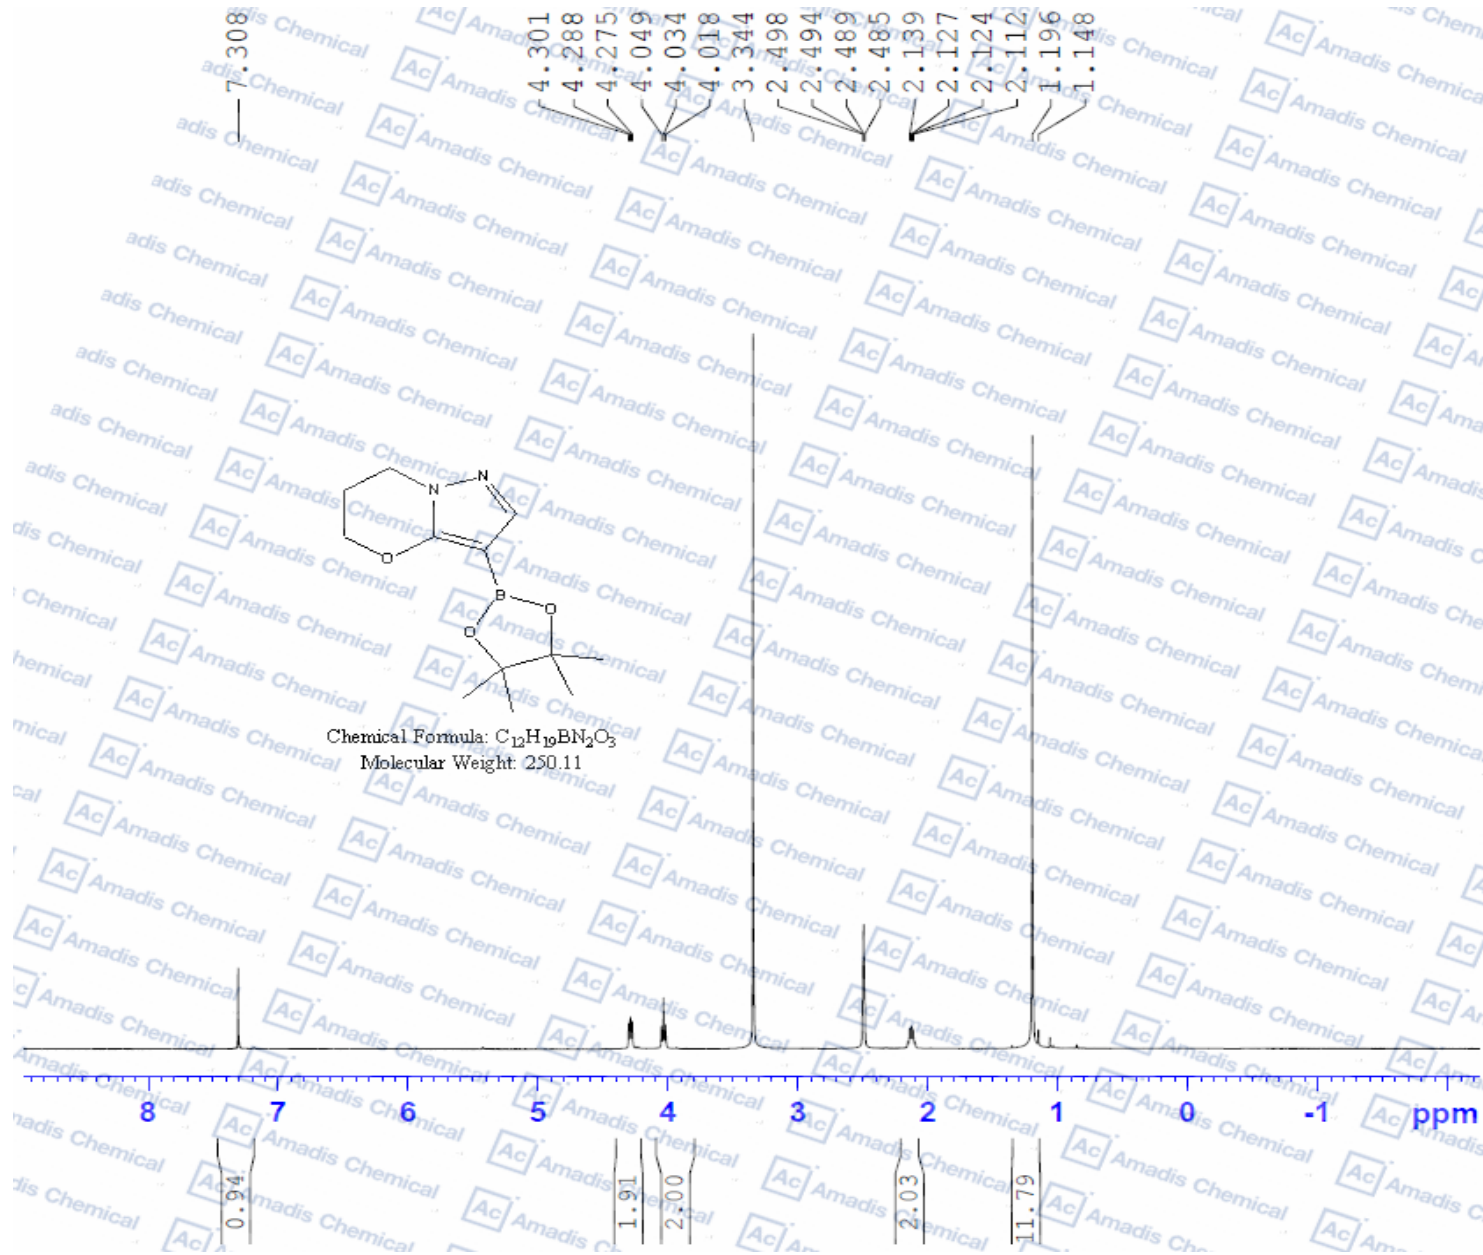 7.308
4.301
4.288
4.275
4.049
4.034
4.018
3.344
2.498
2.494
2.489
2.485
2.139
2.127
2.124
2.112
1.196
1.148
Ac Amadis Chemical
N
N
O
B
O
O
Chemical Formula: C12H19BN2O3
Molecular Weight: 250.11
8 7 6 5 4 3 2 1 0 -1 ppm
0.94
1.91
2.00
2.03
11.79